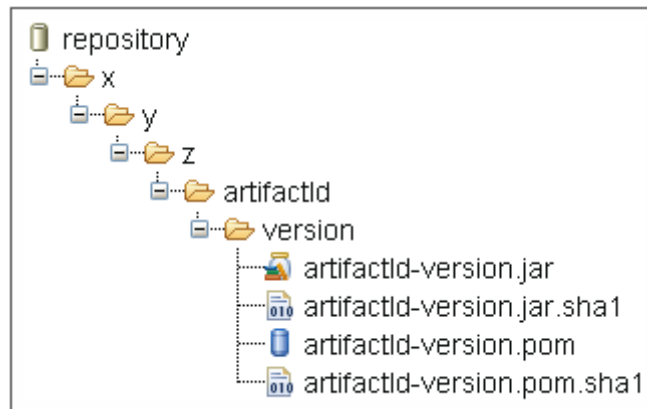 repository
x
y
z
artifactId
version
artifactId-version.jar
artifactId-version.jar.sha1
artifactId-version.pom
artifactId-version.pom.sha1